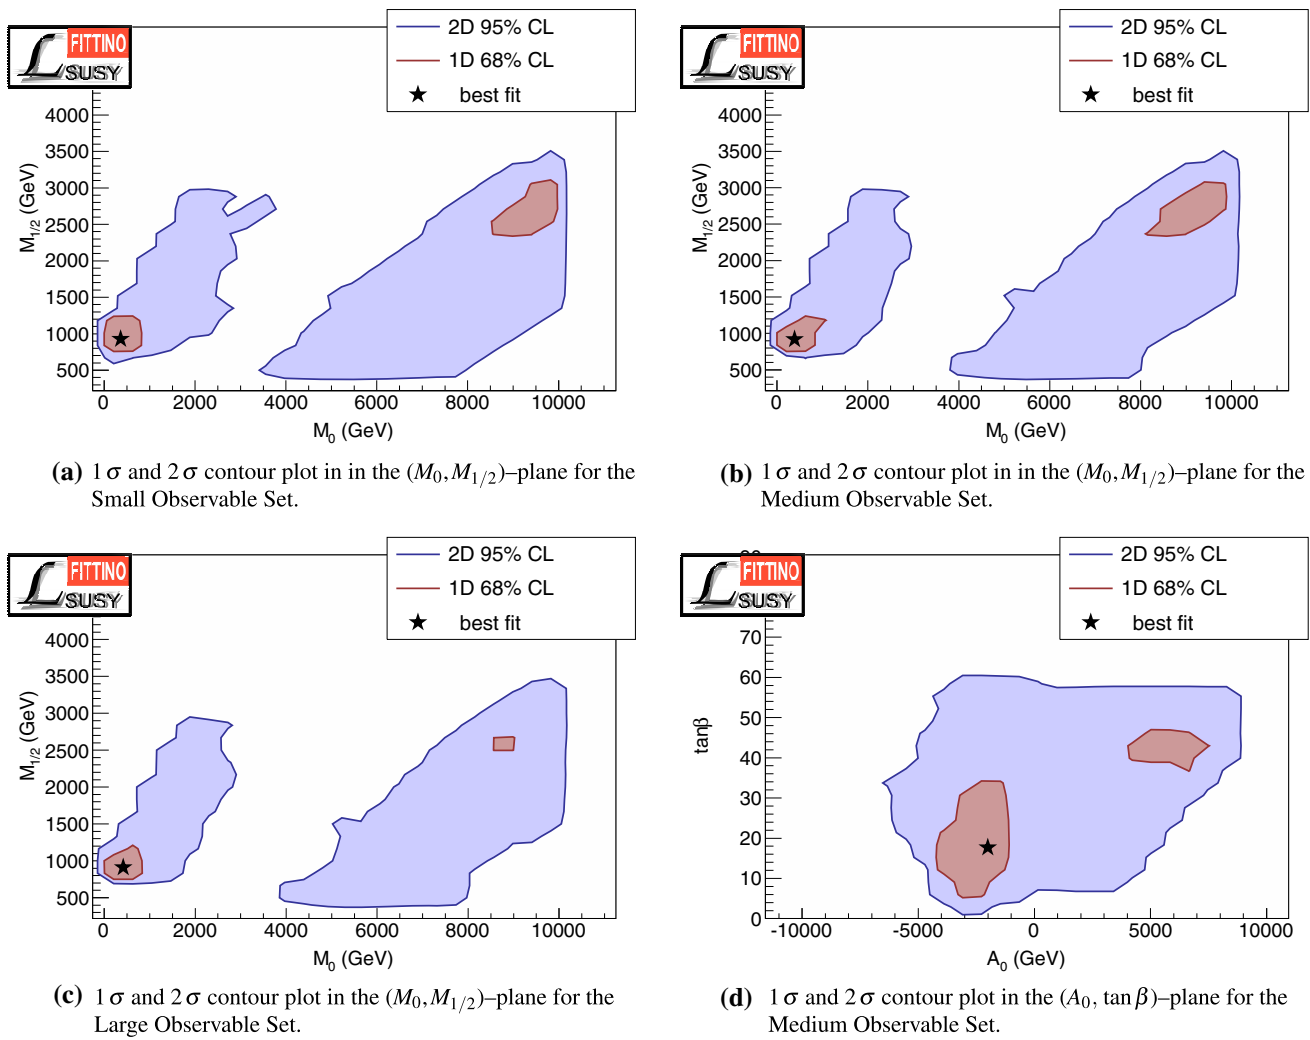 FITTINO
SUSY
2D 95% CL
1D 68% CL
best fit
M1/2 (GeV)
4000
3500
3000
2500
2000
1500
1000
500
0 2000 4000 6000 8000 10000
M0 (GeV)
(a) 1 σ and 2 σ contour plot in in the (M0, M1/2)–plane for the
Small Observable Set.
FITTINO
SUSY
2D 95% CL
1D 68% CL
best fit
M1/2 (GeV)
4000
3500
3000
2500
2000
1500
1000
500
0 2000 4000 6000 8000 10000
M0 (GeV)
(b) 1 σ and 2 σ contour plot in in the (M0, M1/2)–plane for the
Medium Observable Set.
FITTINO
SUSY
2D 95% CL
1D 68% CL
best fit
M1/2 (GeV)
4000
3500
3000
2500
2000
1500
1000
500
0 2000 4000 6000 8000 10000
M0 (GeV)
(c) 1 σ and 2 σ contour plot in the (M0, M1/2)–plane for the
Large Observable Set.
FITTINO
SUSY
2D 95% CL
1D 68% CL
best fit
tanβ
70
60
50
40
30
20
10
0
-10000 -5000 0 5000 10000
A0 (GeV)
(d) 1 σ and 2 σ contour plot in the (A0, tan β)–plane for the
Medium Observable Set.